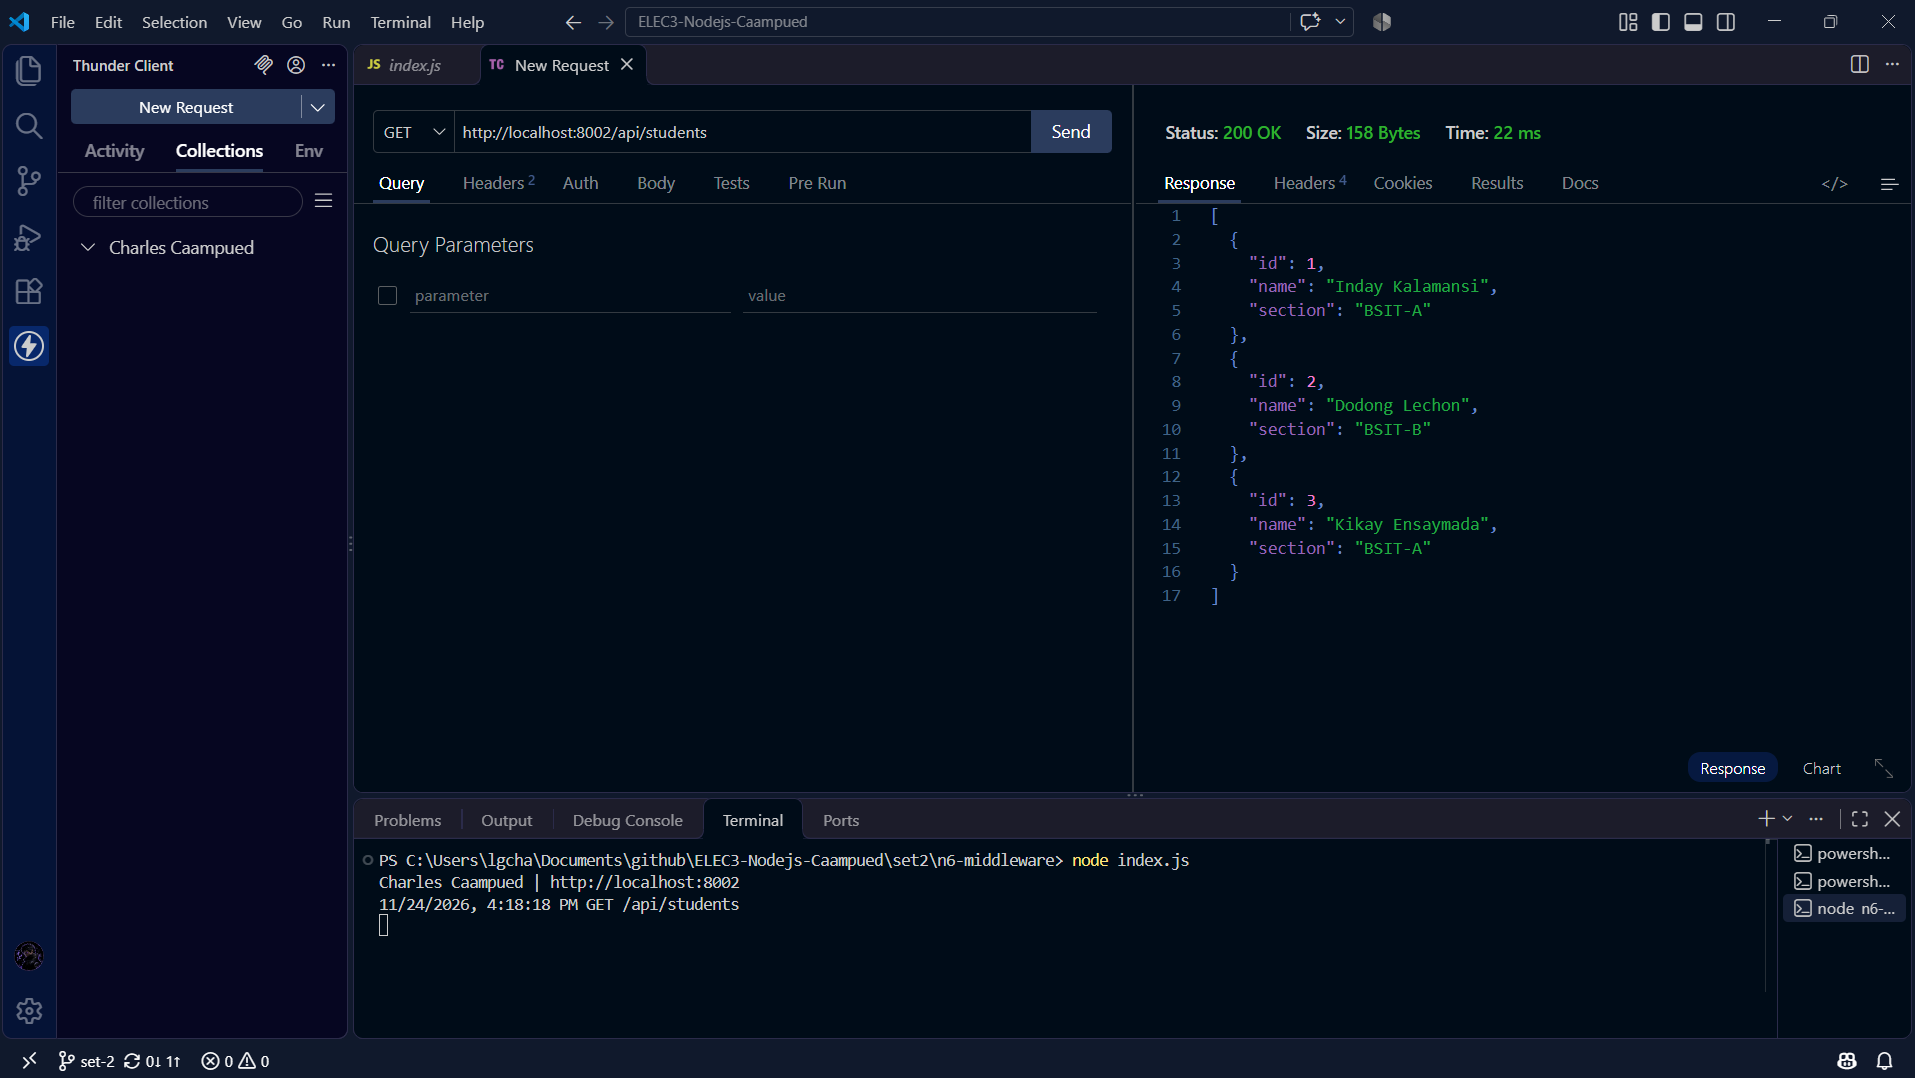 File Edit Selection View Go Run Terminal Help
ELEC3-Nodejs-Caampued
Thunder Client
New Request
Activity Collections Env
filter collections
Charles Caampued
JS index.js
TC New Request
GET http://localhost:8002/api/students Send
Query Headers 2 Auth Body Tests Pre Run
Query Parameters
parameter value
Status: 200 OK Size: 158 Bytes Time: 22 ms
Response Headers 4 Cookies Results Docs </>
1 [
2 {
3 "id": 1,
4 "name": "Inday Kalamansi",
5 "section": "BSIT-A"
6 },
7 {
8 "id": 2,
9 "name": "Dodong Lechon",
10 "section": "BSIT-B"
11 },
12 {
13 "id": 3,
14 "name": "Kikay Ensaymada",
15 "section": "BSIT-A"
16 }
17 ]
Response Chart
Problems Output Debug Console Terminal Ports
PS C:\Users\lgcha\Documents\github\ELEC3-Nodejs-Caampued\set2\n6-middleware> node index.js
Charles Caampued | http://localhost:8002
11/24/2026, 4:18:18 PM GET /api/students
powersh...
powersh...
node n6-...
set-2 0↓ 1↑ 0 0